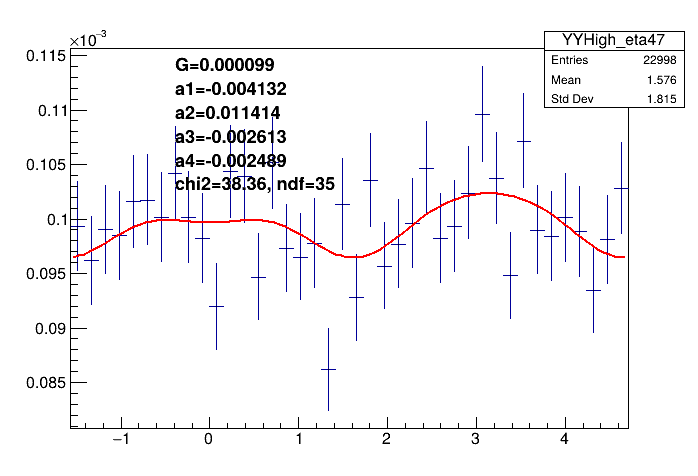 ×10⁻³
YYHigh_eta47
Entries 22998
Mean 1.576
Std Dev 1.815
G=0.000099
a1=-0.004132
a2=0.011414
a3=-0.002613
a4=-0.002489
chi2=38.36, ndf=35
0.115
0.11
0.105
0.1
0.095
0.09
0.085
−1 0 1 2 3 4